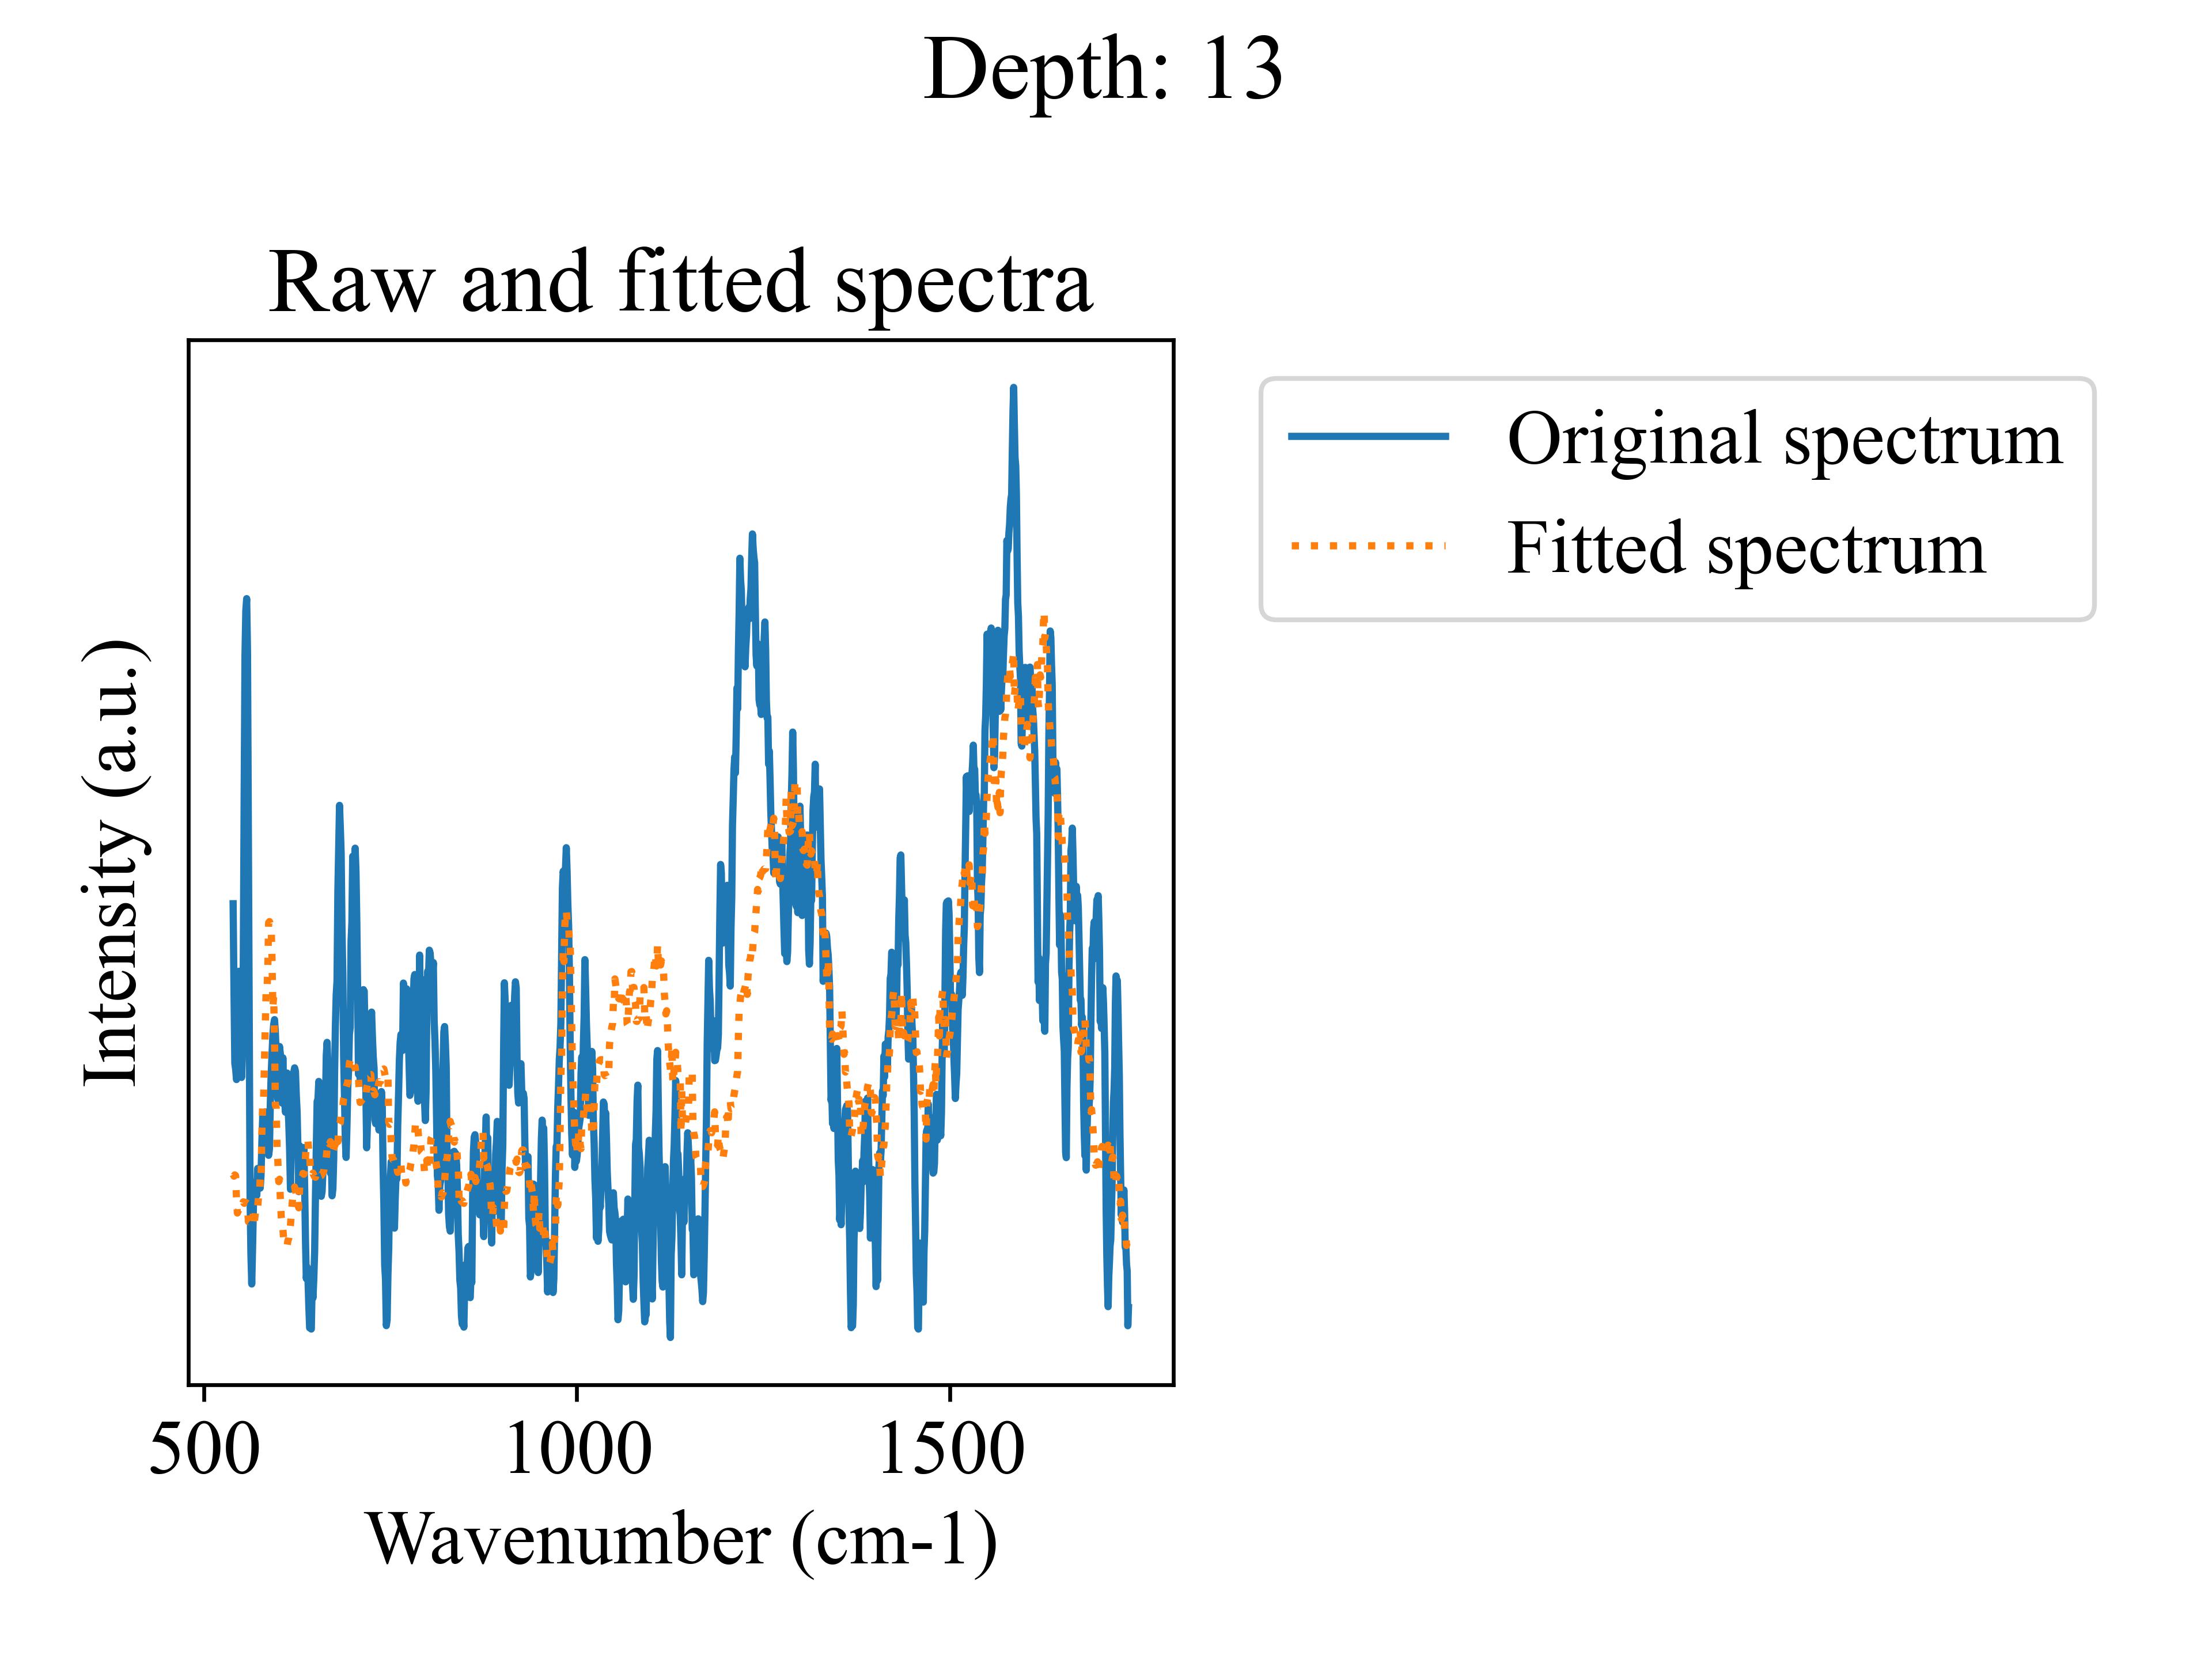 Depth: 13
Raw and fitted spectra
Original spectrum
Fitted spectrum
Intensity (a.u.)
500 1000 1500
Wavenumber (cm-1)